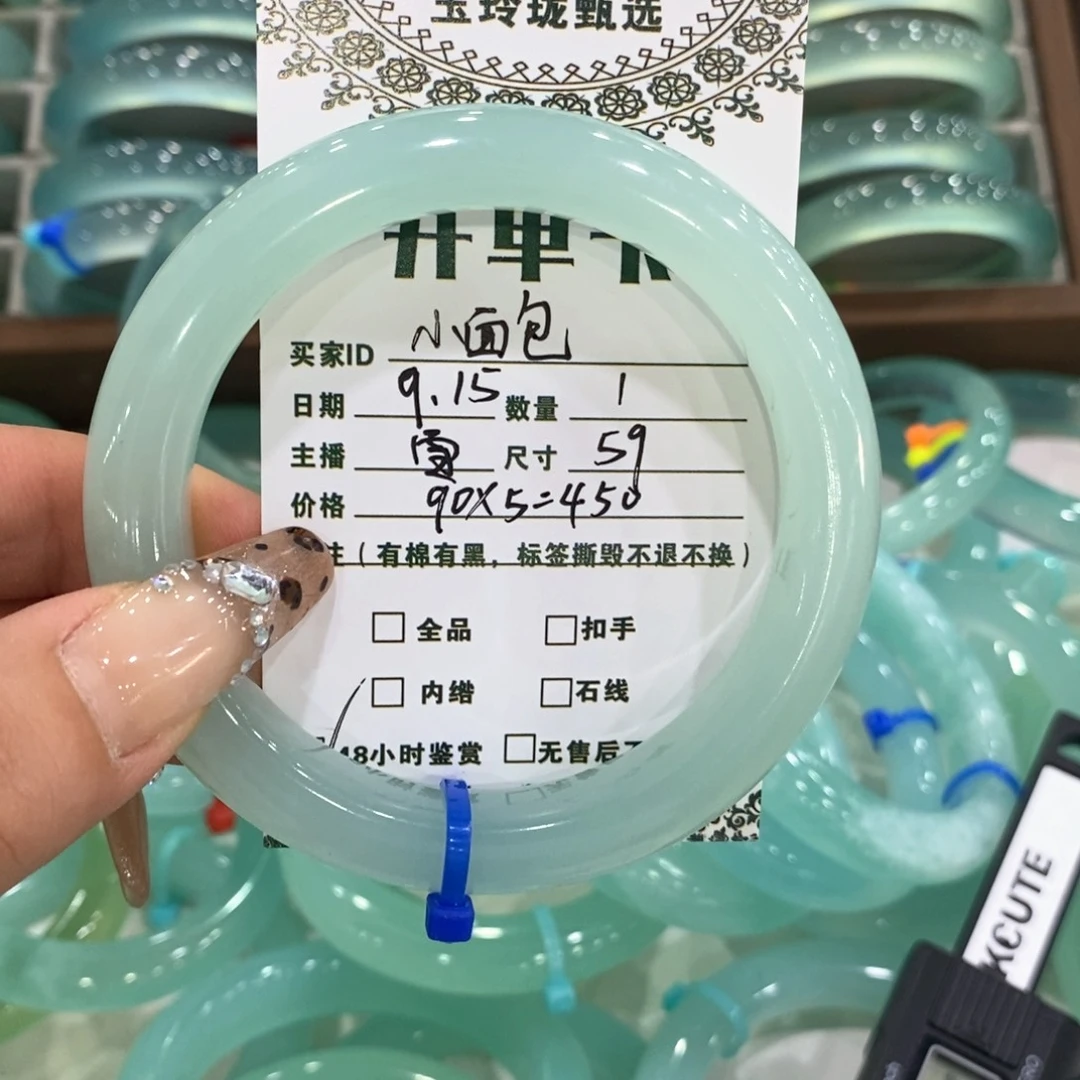 玉玲珑甄选
开单卡
买家ID 小面包
日期 9.15 数量 1
主播 雪 尺寸 59
价格 90X5=450
注（有棉有黑，标签撕毁不退不换）
全品 扣手
内绺 石线
48小时鉴赏 无售后不
KCUTE